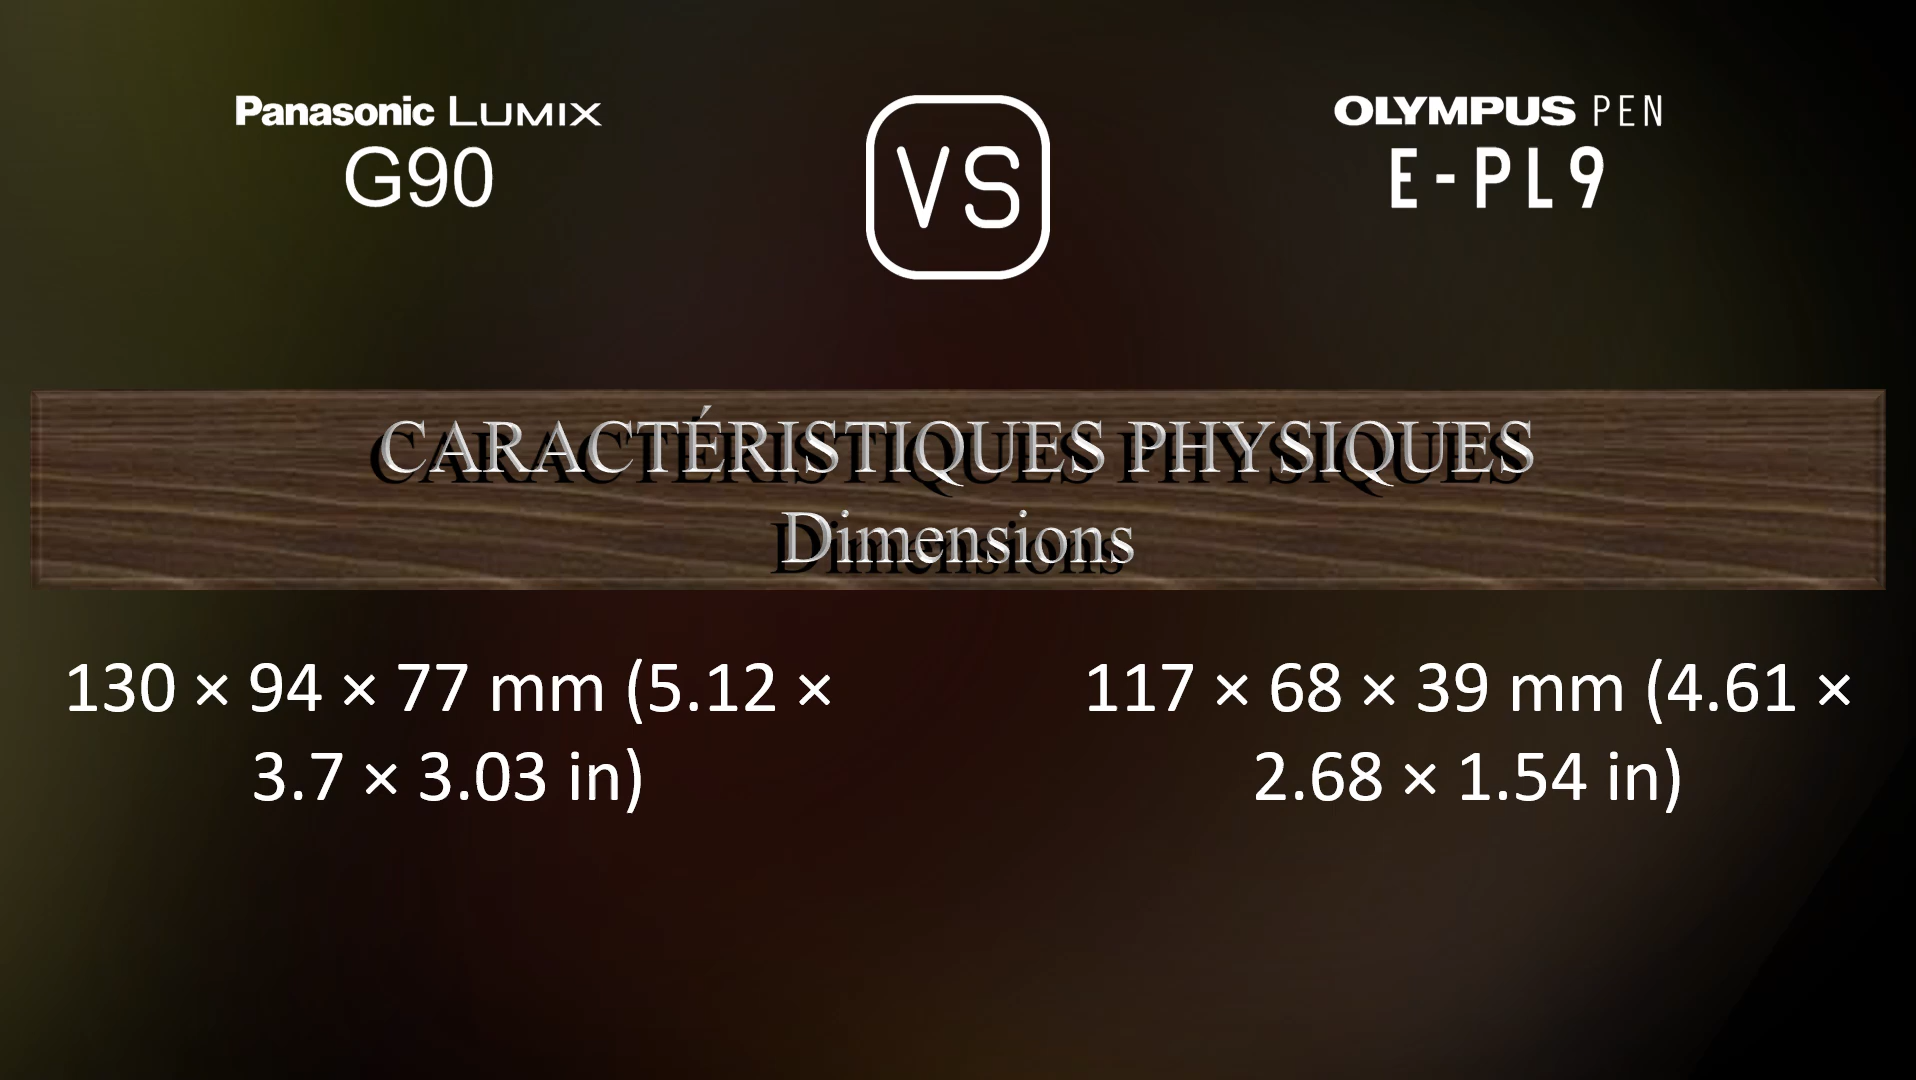 Panasonic LUMIX
G90
VS
OLYMPUS PEN
E-PL9
CARACTÉRISTIQUES PHYSIQUES
Dimensions
130 × 94 × 77 mm (5.12 ×
3.7 × 3.03 in)
117 × 68 × 39 mm (4.61 ×
2.68 × 1.54 in)